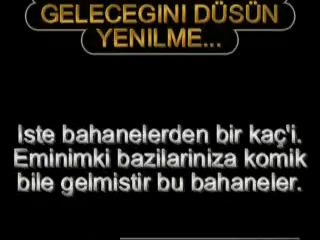 GELECEGINI DÜSÜN
YENILME...
Iste bahanelerden bir kaç'i.
Eminimki bazilariniza komik
bile gelmistir bu bahaneler.